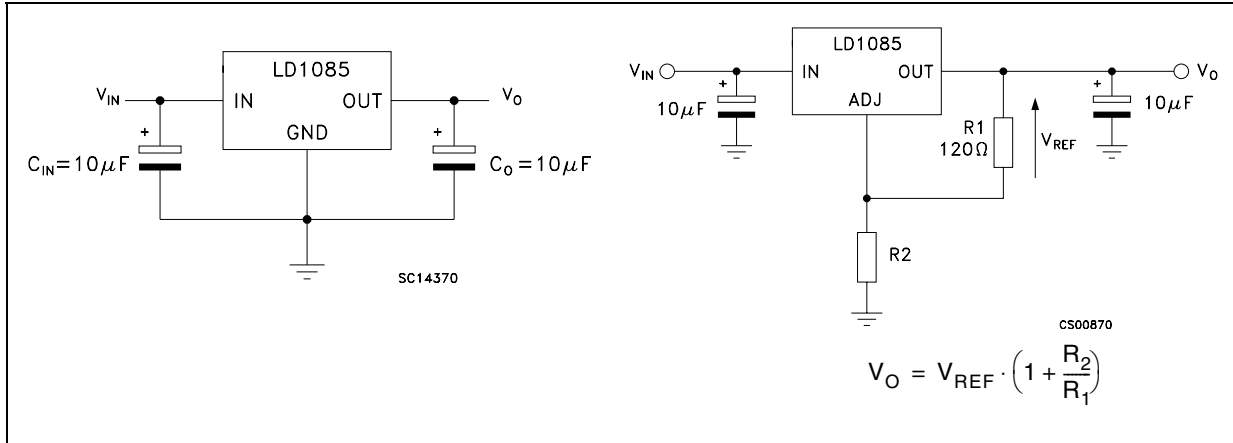 LD1085
V_IN
IN
OUT
V_O
GND
+
+
C_IN=10μF
C_O=10μF
SC14370
LD1085
V_IN
IN
OUT
V_O
ADJ
+
+
10μF
10μF
R1
120Ω
V_REF
R2
CS00870
V_O = V_REF · (1 + R_2/R_1)